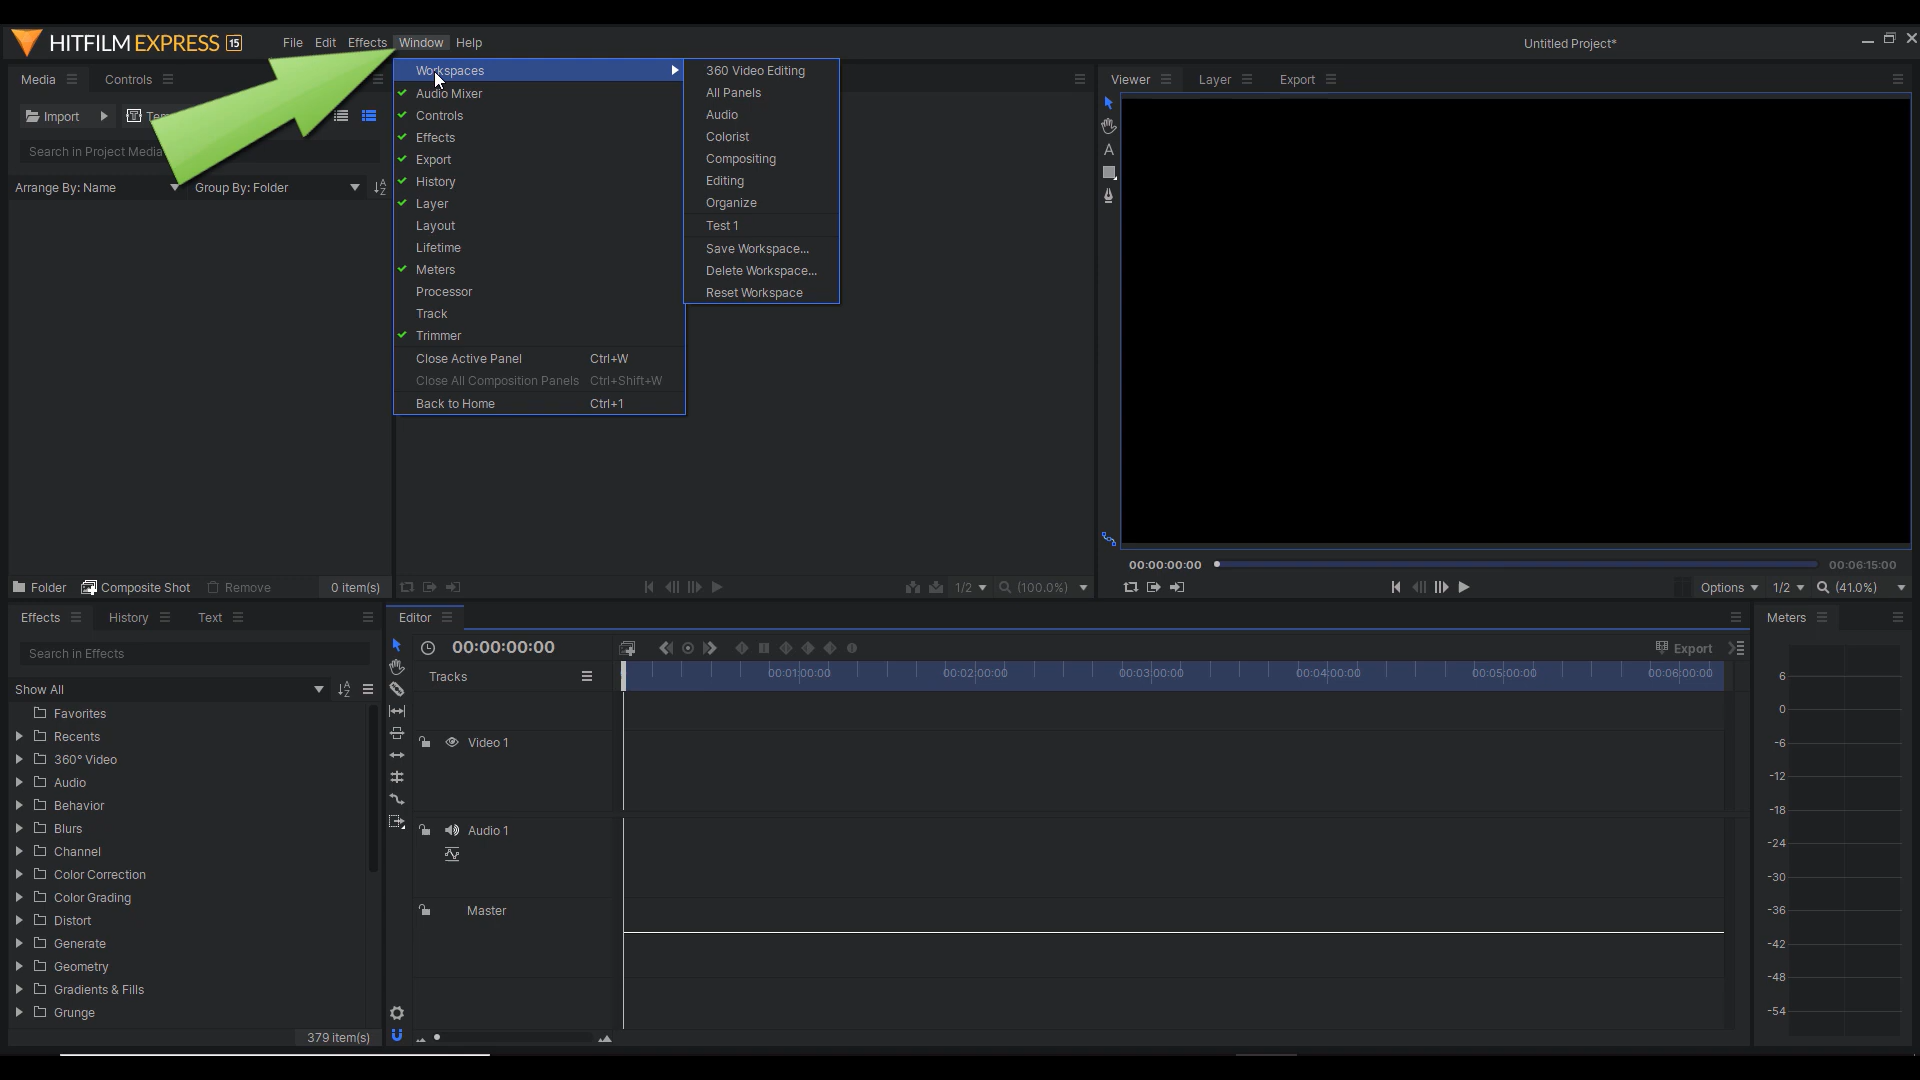 HITFILM EXPRESS 15
File Edit Effects Window Help
Untitled Project*
Media
Controls
Import
Search in Project Media
Arrange By: Name
Group By: Folder
Workspaces
Audio Mixer
Controls
Effects
Export
History
Layer
Layout
Lifetime
Meters
Processor
Track
Trimmer
Close Active Panel Ctrl+W
Close All Composition Panels Ctrl+Shift+W
Back to Home Ctrl+1
360 Video Editing
All Panels
Audio
Colorist
Compositing
Editing
Organize
Test 1
Save Workspace...
Delete Workspace...
Reset Workspace
Viewer
Layer
Export
A
00:00:00:00
00:06:15:00
Folder
Composite Shot
Remove
0 item(s)
1/2
(100.0%)
Options
1/2
(41.0%)
Effects
History
Text
Search in Effects
Show All
Favorites
Recents
360° Video
Audio
Behavior
Blurs
Channel
Color Correction
Color Grading
Distort
Generate
Geometry
Gradients & Fills
Grunge
379 item(s)
Editor
00:00:00:00
Export
Tracks
00:01:00:00
00:02:00:00
00:03:00:00
00:04:00:00
00:05:00:00
00:06:00:00
Video 1
Audio 1
Master
Meters
6
0
-6
-12
-18
-24
-30
-36
-42
-48
-54